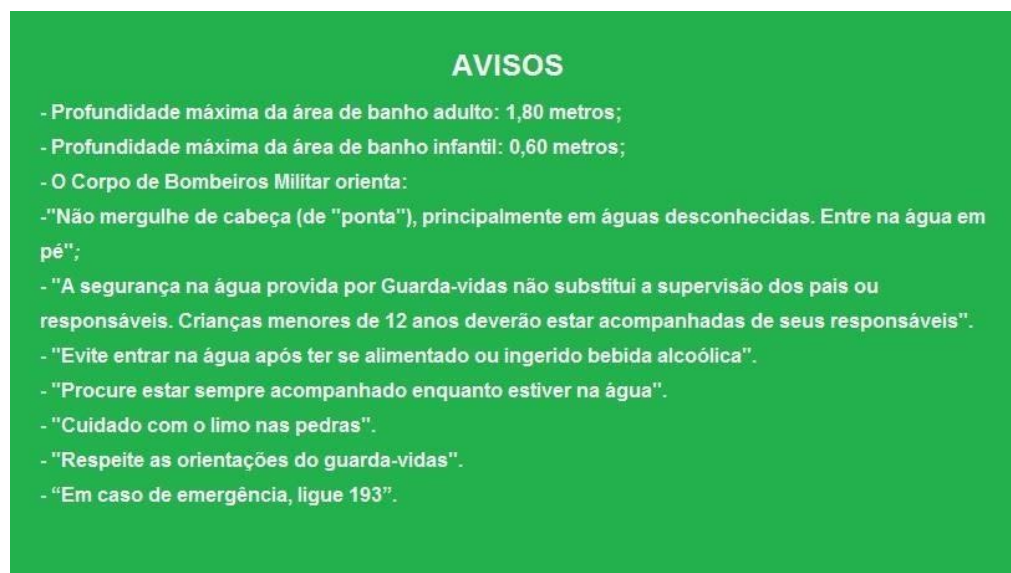 AVISOS
- Profundidade máxima da área de banho adulto: 1,80 metros;
- Profundidade máxima da área de banho infantil: 0,60 metros;
- O Corpo de Bombeiros Militar orienta:
-"Não mergulhe de cabeça (de "ponta"), principalmente em águas desconhecidas. Entre na água em
pé";
- "A segurança na água provida por Guarda-vidas não substitui a supervisão dos pais ou
responsáveis. Crianças menores de 12 anos deverão estar acompanhadas de seus responsáveis".
- "Evite entrar na água após ter se alimentado ou ingerido bebida alcoólica".
- "Procure estar sempre acompanhado enquanto estiver na água".
- "Cuidado com o limo nas pedras".
- "Respeite as orientações do guarda-vidas".
- “Em caso de emergência, ligue 193”.